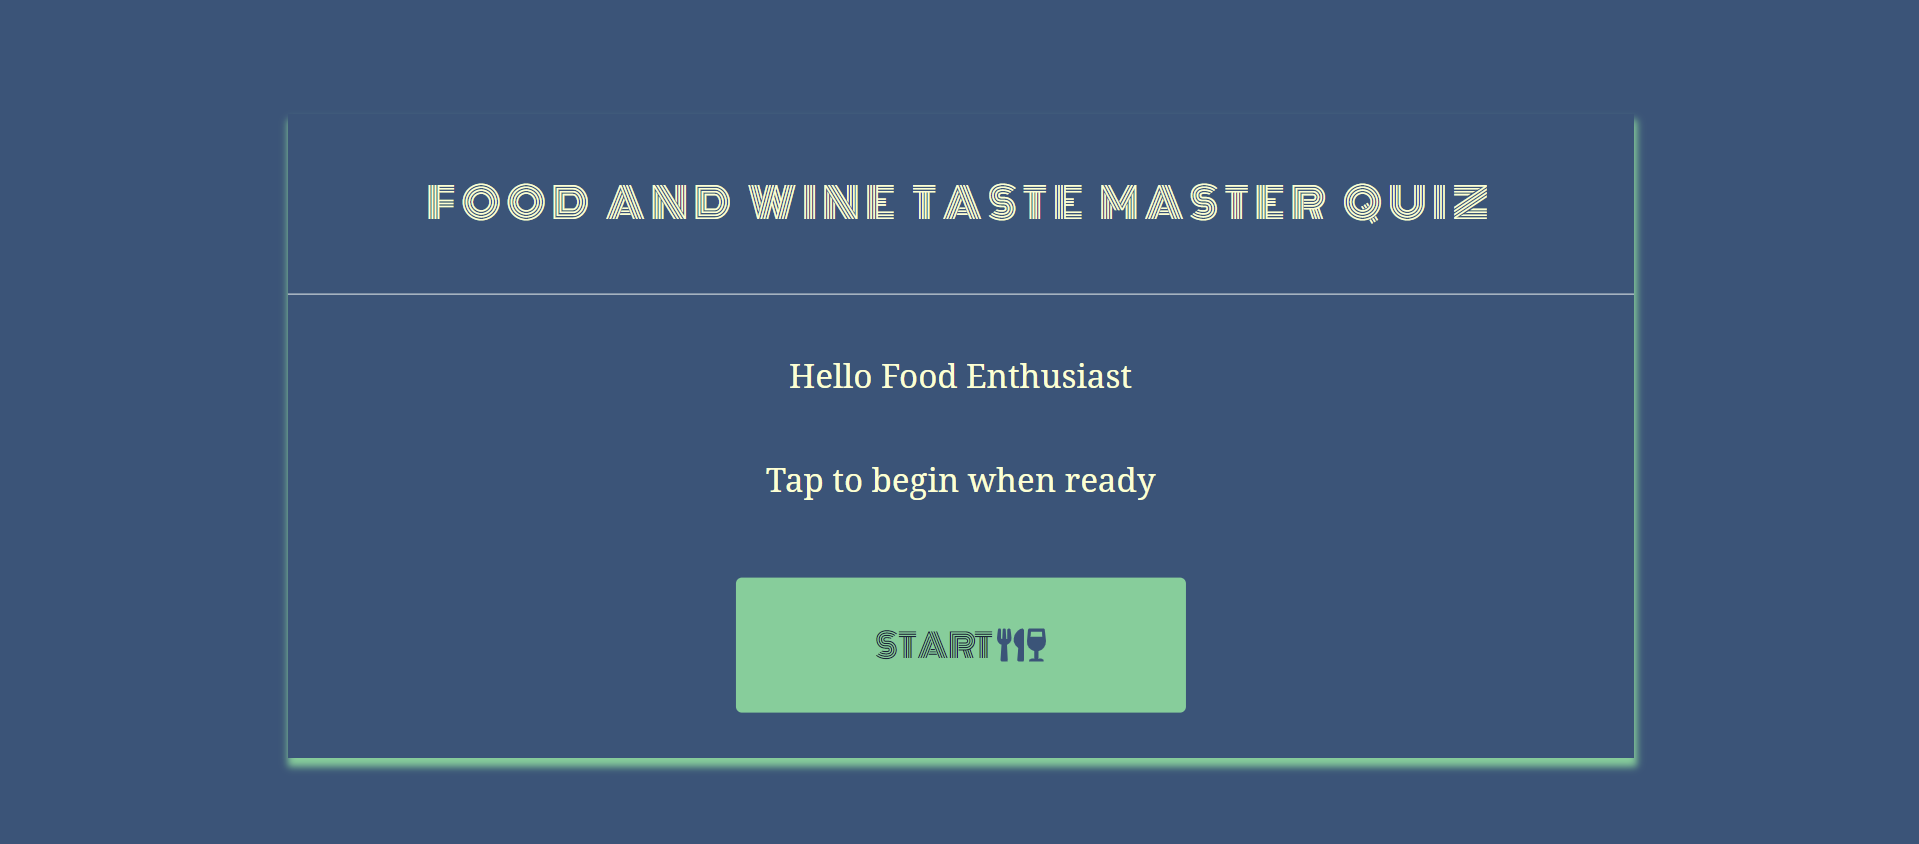 FOOD AND WINE TASTE MASTER QUIZ
Hello Food Enthusiast
Tap to begin when ready
START